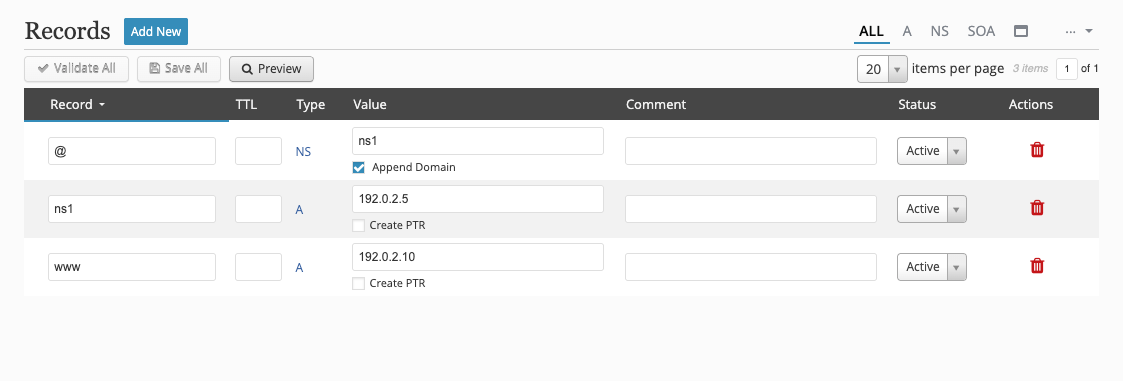 Records Add New ALL A NS SOA ...
Validate All Save All Preview 20 items per page 3 items 1 of 1
Record TTL Type Value Comment Status Actions
@ NS ns1 Active
Append Domain
ns1 A 192.0.2.5 Active
Create PTR
www A 192.0.2.10 Active
Create PTR